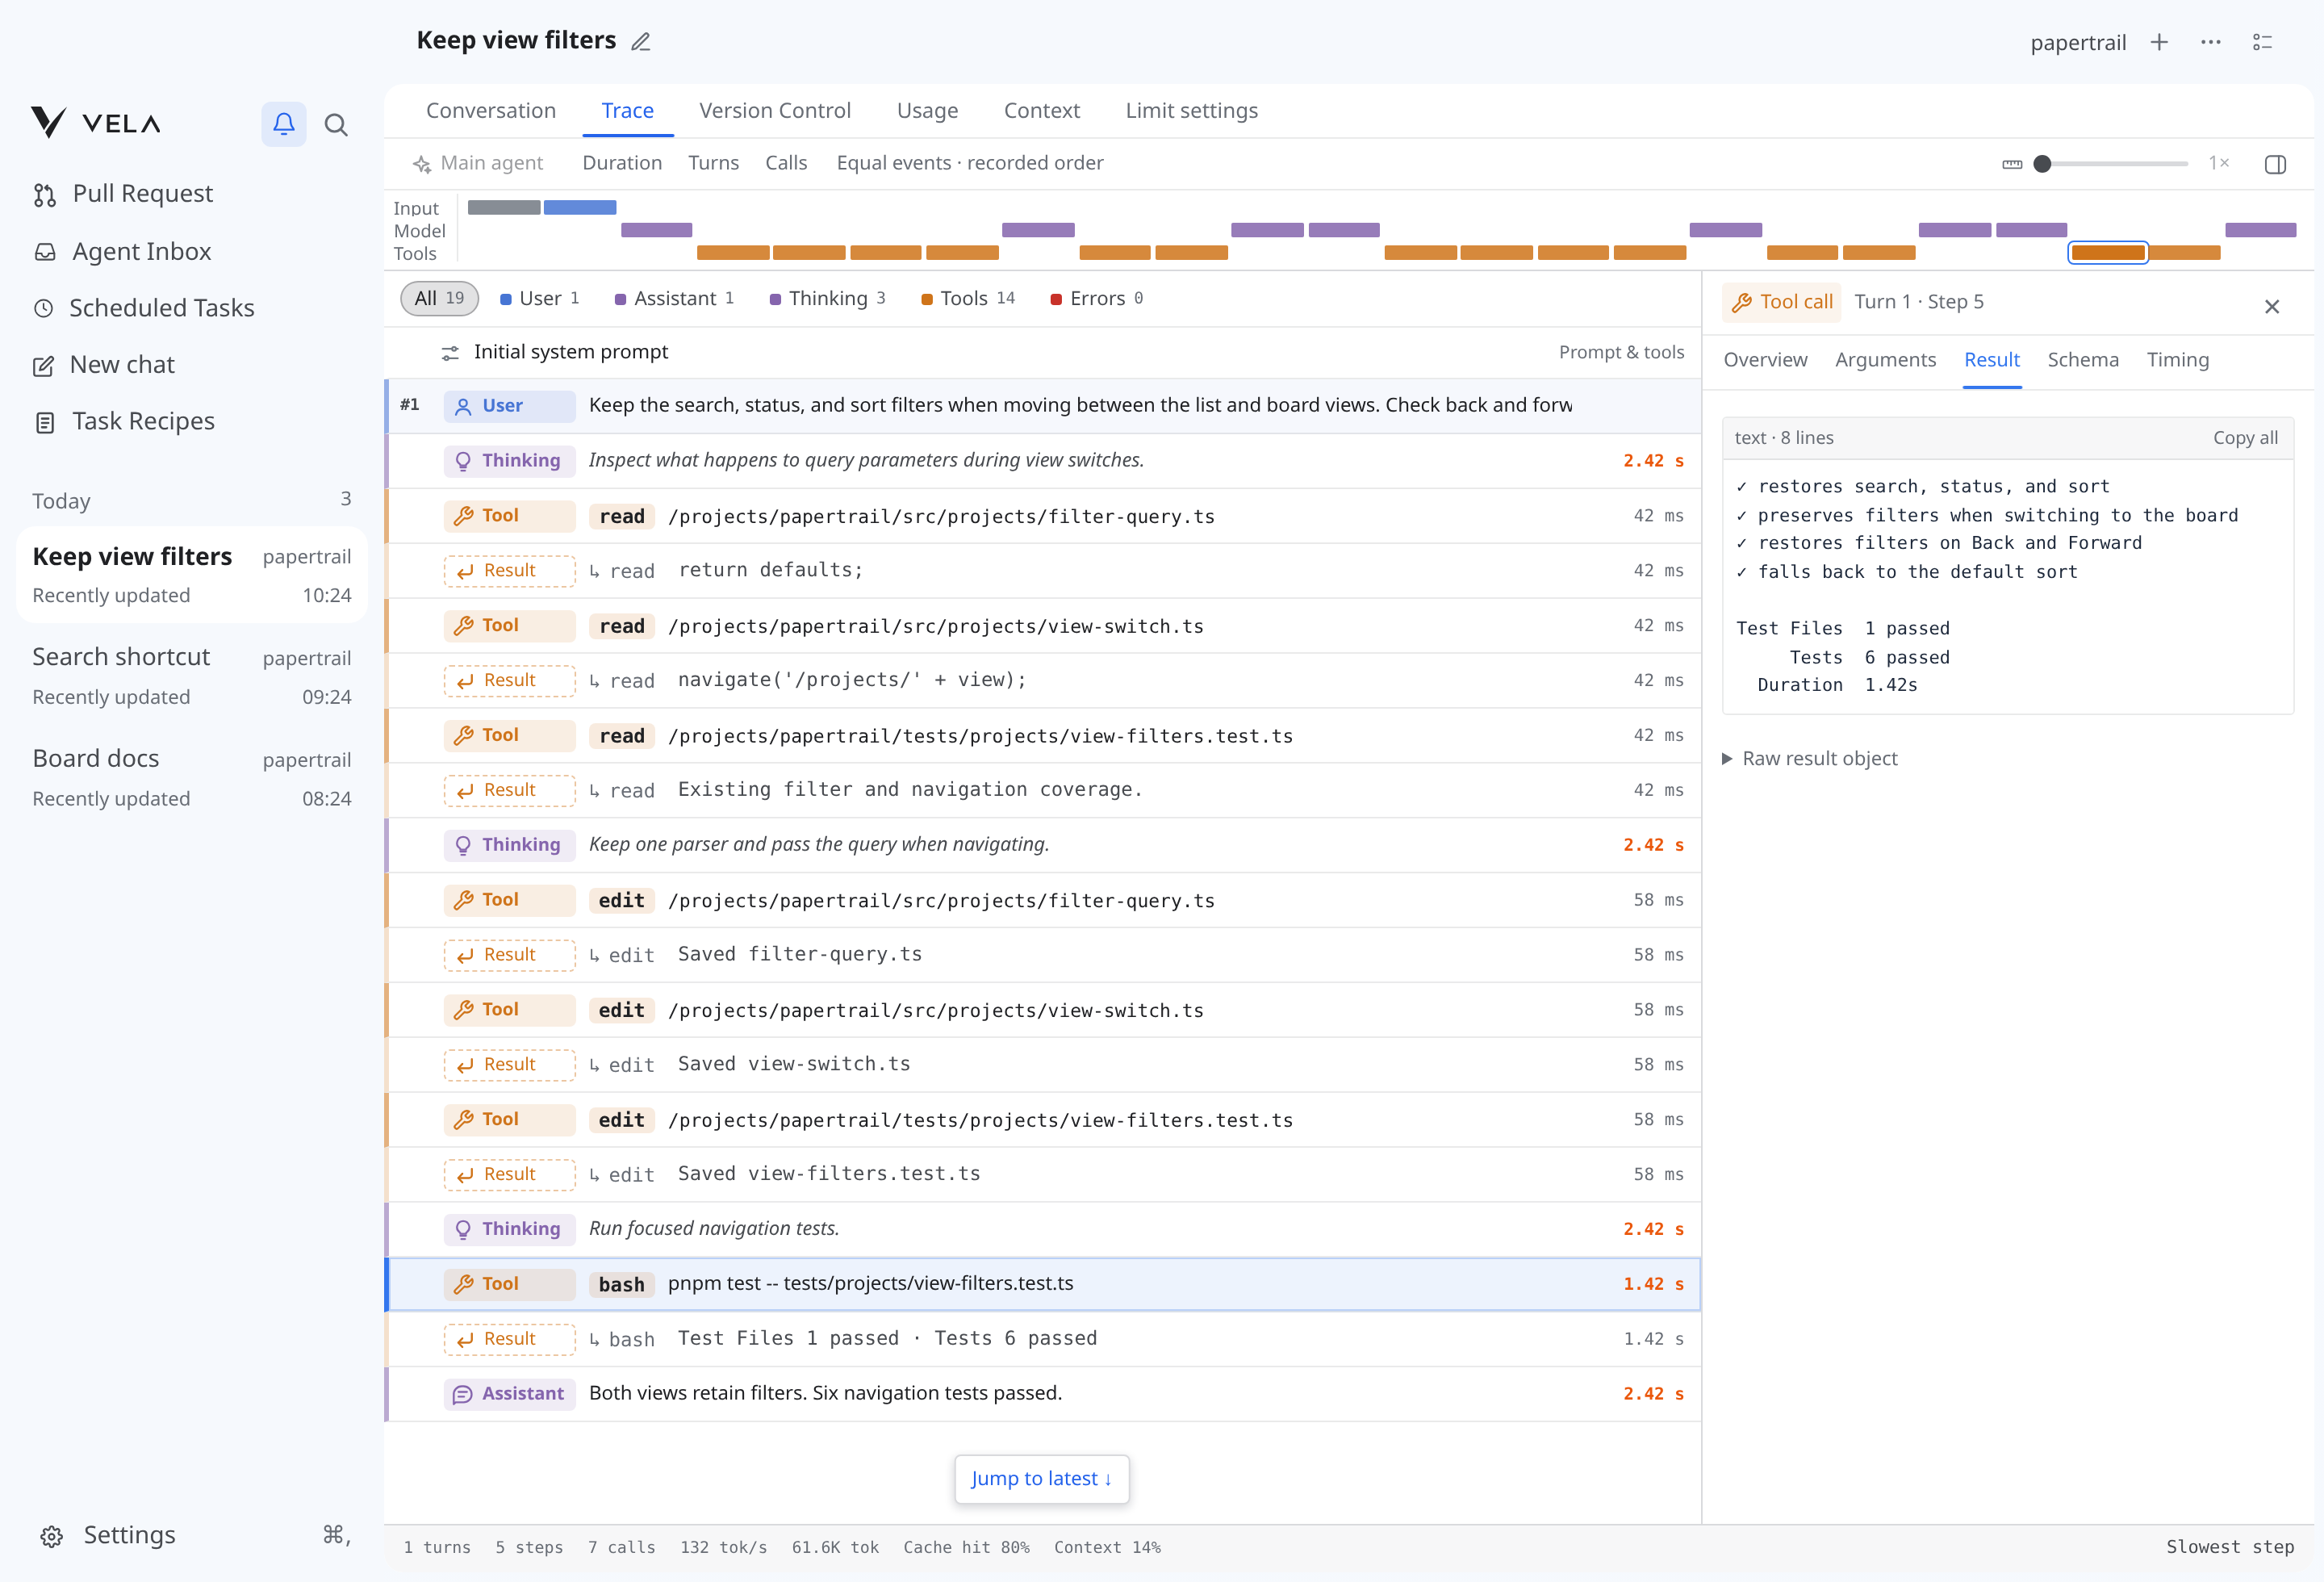 Keep view filters
papertrail
VELA
Pull Request
Agent Inbox
Scheduled Tasks
New chat
Task Recipes
Today 3
Keep view filters papertrail
Recently updated 10:24
Search shortcut papertrail
Recently updated 09:24
Board docs papertrail
Recently updated 08:24
Settings ⌘,
Conversation Trace Version Control Usage Context Limit settings
Main agent Duration Turns Calls Equal events · recorded order 1×
Input
Model
Tools
All 19 User 1 Assistant 1 Thinking 3 Tools 14 Errors 0
Initial system prompt Prompt & tools
#1 User Keep the search, status, and sort filters when moving between the list and board views. Check back and forw
Thinking Inspect what happens to query parameters during view switches. 2.42 s
Tool read /projects/papertrail/src/projects/filter-query.ts 42 ms
Result ↳ read return defaults; 42 ms
Tool read /projects/papertrail/src/projects/view-switch.ts 42 ms
Result ↳ read navigate('/projects/' + view); 42 ms
Tool read /projects/papertrail/tests/projects/view-filters.test.ts 42 ms
Result ↳ read Existing filter and navigation coverage. 42 ms
Thinking Keep one parser and pass the query when navigating. 2.42 s
Tool edit /projects/papertrail/src/projects/filter-query.ts 58 ms
Result ↳ edit Saved filter-query.ts 58 ms
Tool edit /projects/papertrail/src/projects/view-switch.ts 58 ms
Result ↳ edit Saved view-switch.ts 58 ms
Tool edit /projects/papertrail/tests/projects/view-filters.test.ts 58 ms
Result ↳ edit Saved view-filters.test.ts 58 ms
Thinking Run focused navigation tests. 2.42 s
Tool bash pnpm test -- tests/projects/view-filters.test.ts 1.42 s
Result ↳ bash Test Files 1 passed · Tests 6 passed 1.42 s
Assistant Both views retain filters. Six navigation tests passed. 2.42 s
Jump to latest ↓
Tool call Turn 1 · Step 5
Overview Arguments Result Schema Timing
text · 8 lines Copy all
✓ restores search, status, and sort
✓ preserves filters when switching to the board
✓ restores filters on Back and Forward
✓ falls back to the default sort
Test Files 1 passed
Tests 6 passed
Duration 1.42s
Raw result object
1 turns 5 steps 7 calls 132 tok/s 61.6K tok Cache hit 80% Context 14% Slowest step